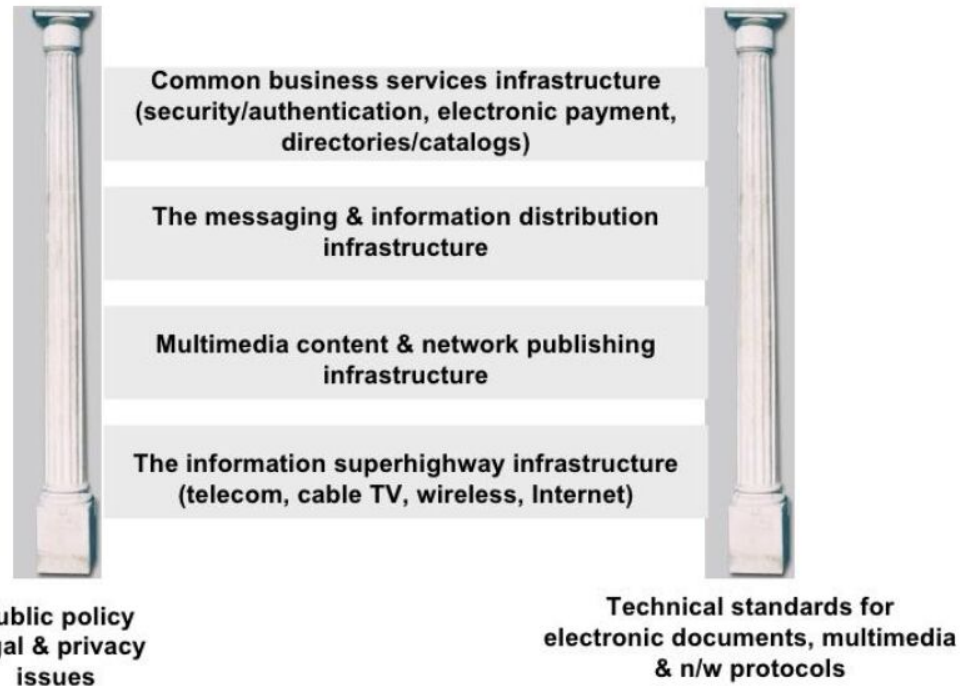 Common business services infrastructure
(security/authentication, electronic payment,
directories/catalogs)
The messaging & information distribution
infrastructure
Multimedia content & network publishing
infrastructure
The information superhighway infrastructure
(telecom, cable TV, wireless, Internet)
policy
& privacy
issues
Technical standards for
electronic documents, multimedia
& n/w protocols